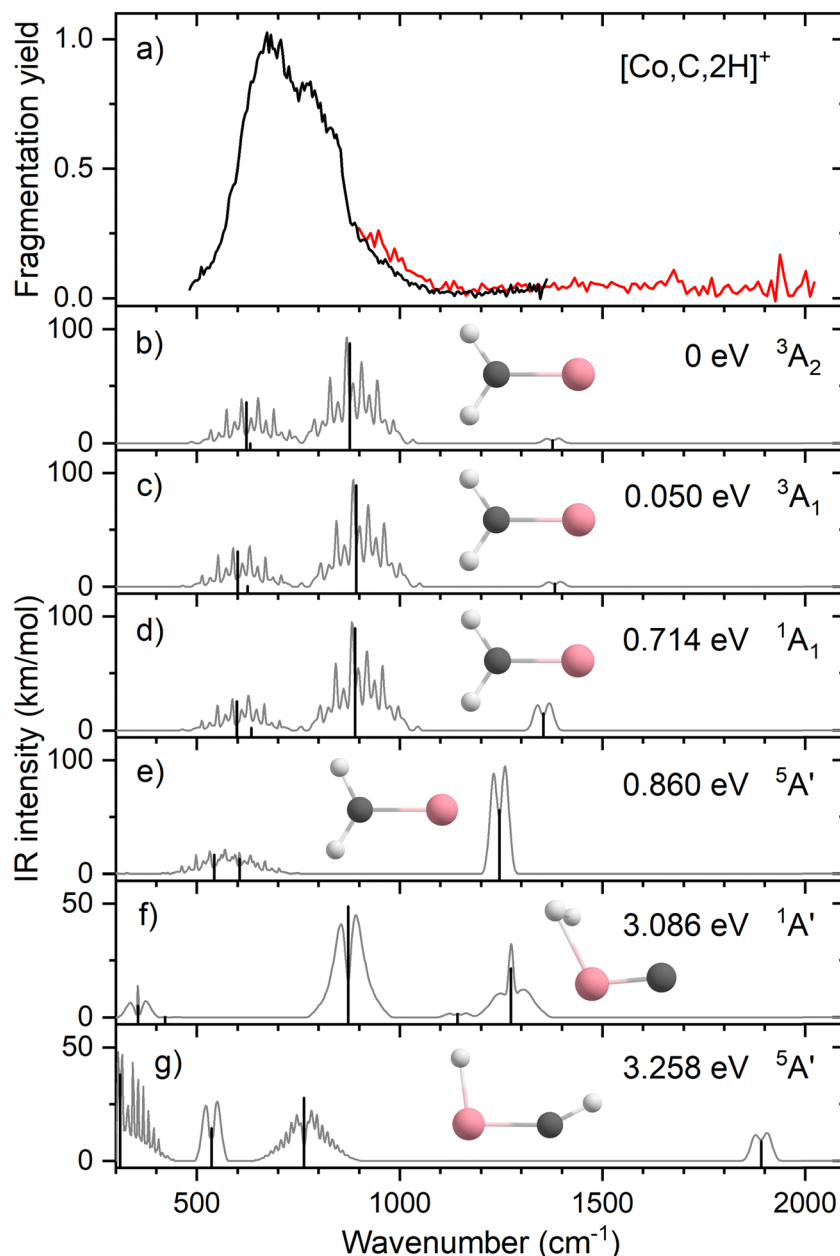 a)
[Co,C,2H]⁺
1.0
0.5
0.0
Fragmentation yield
b)
0 eV ³A₂
100
0
c)
0.050 eV ³A₁
100
0
d)
0.714 eV ¹A₁
100
0
e)
0.860 eV ⁵A'
100
0
f)
3.086 eV ¹A'
50
0
g)
3.258 eV ⁵A'
50
0
IR intensity (km/mol)
500 1000 1500 2000
Wavenumber (cm⁻¹)